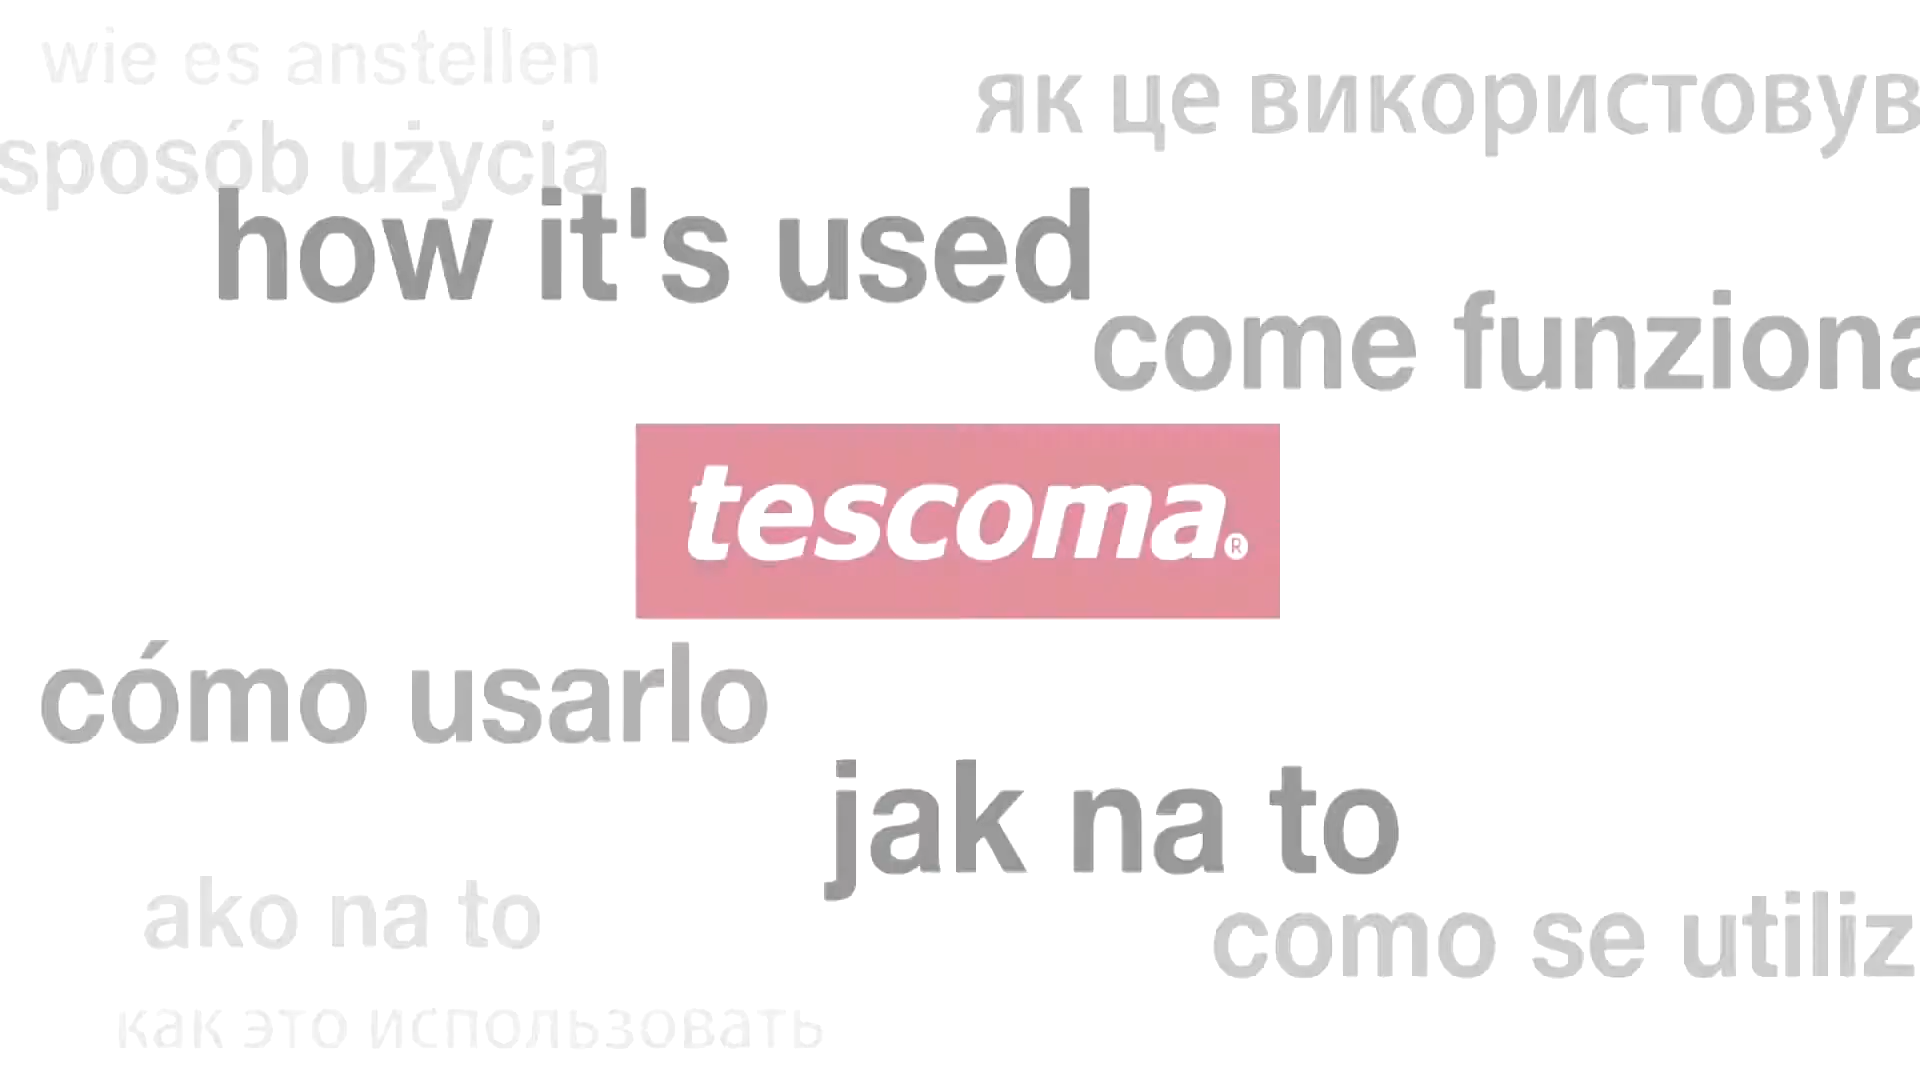 wie es anstellen
як це використовув
sposób użycia
how it's used
come funziona
tescoma®
cómo usarlo
jak na to
ako na to
como se utiliz
как это использовать